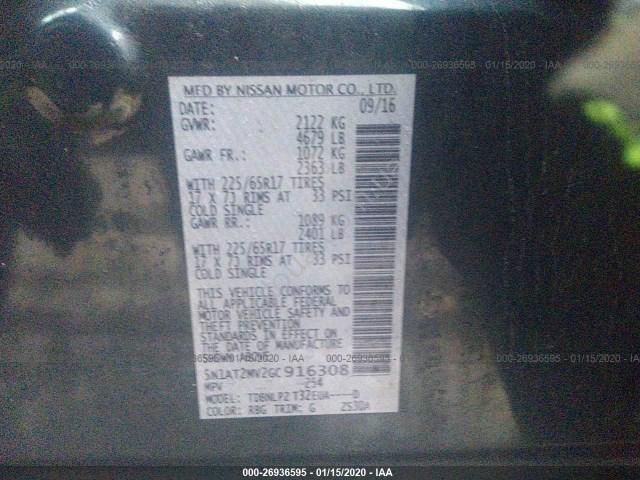 000-26936595 - 01/15/2020 - IAA
MFD BY NISSAN MOTOR CO., LTD.
DATE: 09/16
GVWR: 2122 KG
4679 LB
GAWR FR.: 1072 KG
2363 LB
WITH 225/65R17 TIRES
17 X 7J RIMS AT 33 PSI
COLD SINGLE
GAWR RR.: 1089 KG
2401 LB
WITH 225/65R17 TIRES
17 X 7J RIMS AT 33 PSI
COLD SINGLE
THIS VEHICLE CONFORMS TO
ALL APPLICABLE FEDERAL
MOTOR VEHICLE SAFETY AND
THEFT PREVENTION
STANDARDS IN EFFECT ON
THE DATE OF MANUFACTURE
5N1AT2MV2GC916308
MPV 254
MODEL:
COLOR: RBG TRIM: G
000-26936595 - 01/15/2020 - IAA